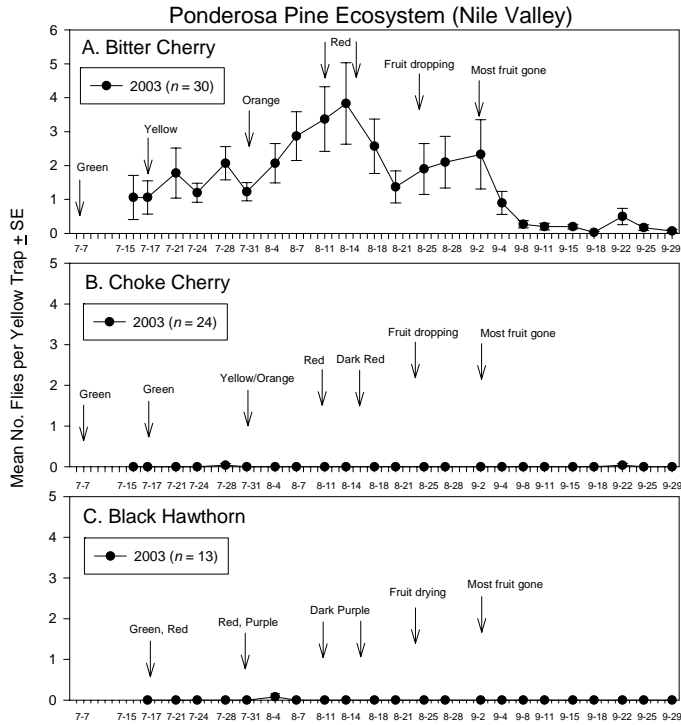 Ponderosa Pine Ecosystem (Nile Valley)
Mean No. Flies per Yellow Trap ± SE
6
5
4
3
2
1
0
A. Bitter Cherry
2003 (n = 30)
Green
Yellow
Orange
Red
Fruit dropping
Most fruit gone
7-7 7-15 7-17 7-21 7-24 7-28 7-31 8-4 8-7 8-11 8-14 8-18 8-21 8-25 8-28 9-2 9-4 9-8 9-11 9-15 9-18 9-22 9-25 9-29
5
4
3
2
1
0
B. Choke Cherry
2003 (n = 24)
Green
Green
Yellow/Orange
Red
Dark Red
Fruit dropping
Most fruit gone
7-7 7-15 7-17 7-21 7-24 7-28 7-31 8-4 8-7 8-11 8-14 8-18 8-21 8-25 8-28 9-2 9-4 9-8 9-11 9-15 9-18 9-22 9-25 9-29
5
4
3
2
1
0
C. Black Hawthorn
2003 (n = 13)
Green, Red
Red, Purple
Dark Purple
Fruit drying
Most fruit gone
7-7 7-15 7-17 7-21 7-24 7-28 7-31 8-4 8-7 8-11 8-14 8-18 8-21 8-25 8-28 9-2 9-4 9-8 9-11 9-15 9-18 9-22 9-25 9-29